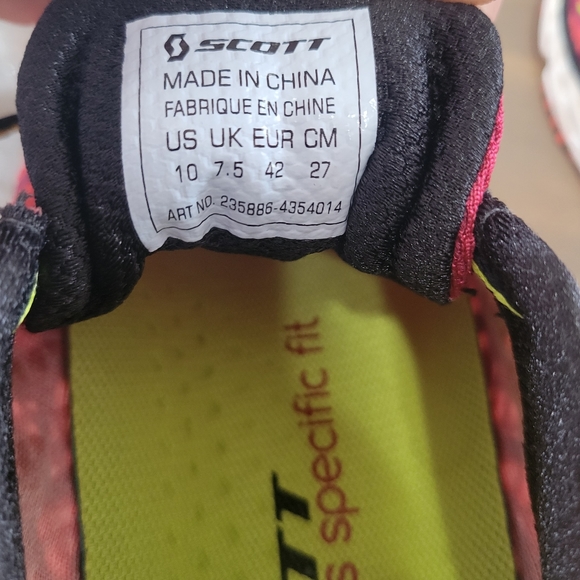 SCOTT
MADE IN CHINA
FABRIQUE EN CHINE
US UK EUR CM
10 7.5 42 27
ART NO. 235886-4354014
specific fit